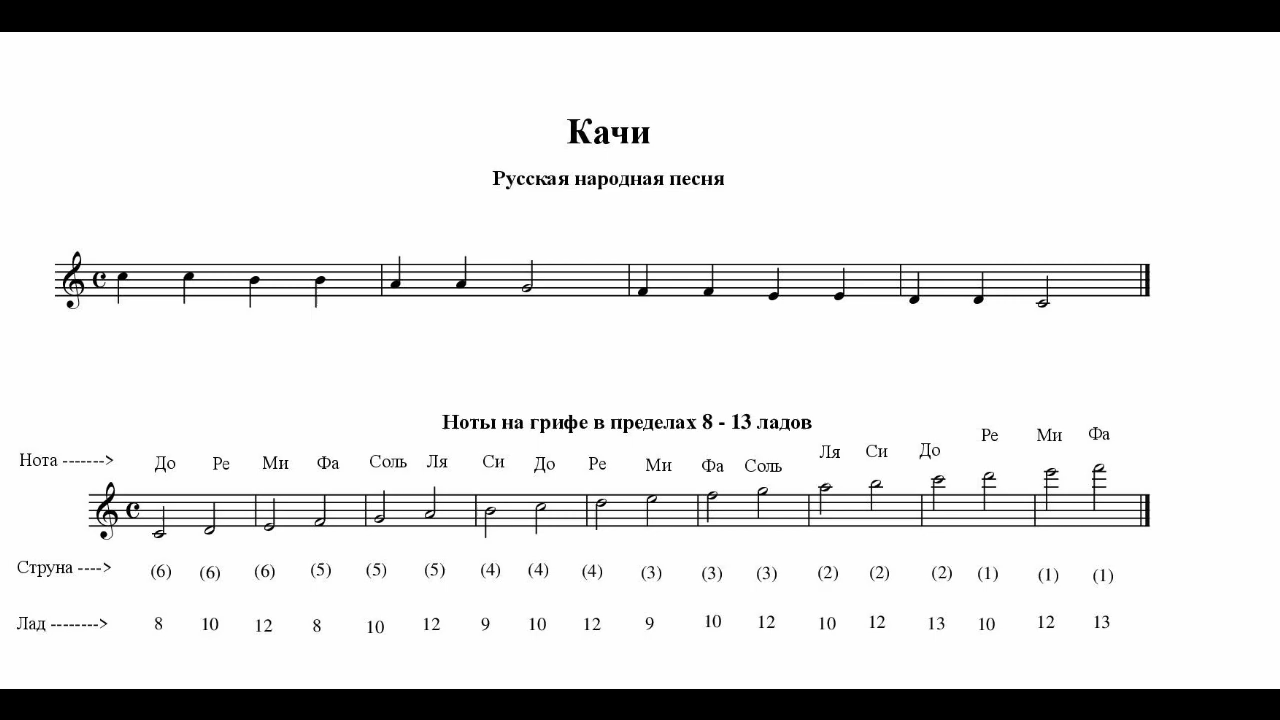 Качи
Русская народная песня
Ноты на грифе в пределах 8 - 13 ладов
Нота -------> До Ре Ми Фа Соль Ля Си До Ре Ми Фа Соль Ля Си До Ре Ми Фа
Струна ----> (6) (6) (6) (5) (5) (5) (4) (4) (4) (3) (3) (3) (2) (2) (2) (1) (1) (1)
Лад --------> 8 10 12 8 10 12 9 10 12 9 10 12 10 12 13 10 12 13